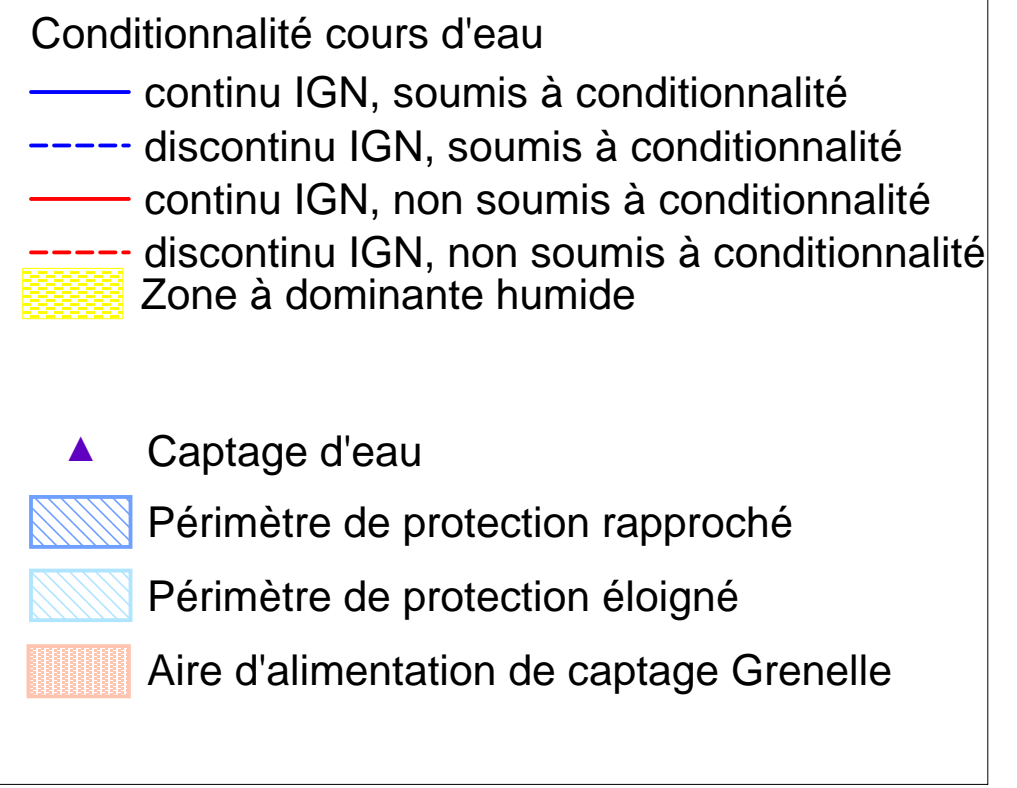 Conditionnalité cours d'eau
continu IGN, soumis à conditionnalité
discontinu IGN, soumis à conditionnalité
continu IGN, non soumis à conditionnalité
discontinu IGN, non soumis à conditionnalité
Zone à dominante humide
Captage d'eau
Périmètre de protection rapproché
Périmètre de protection éloigné
Aire d'alimentation de captage Grenelle